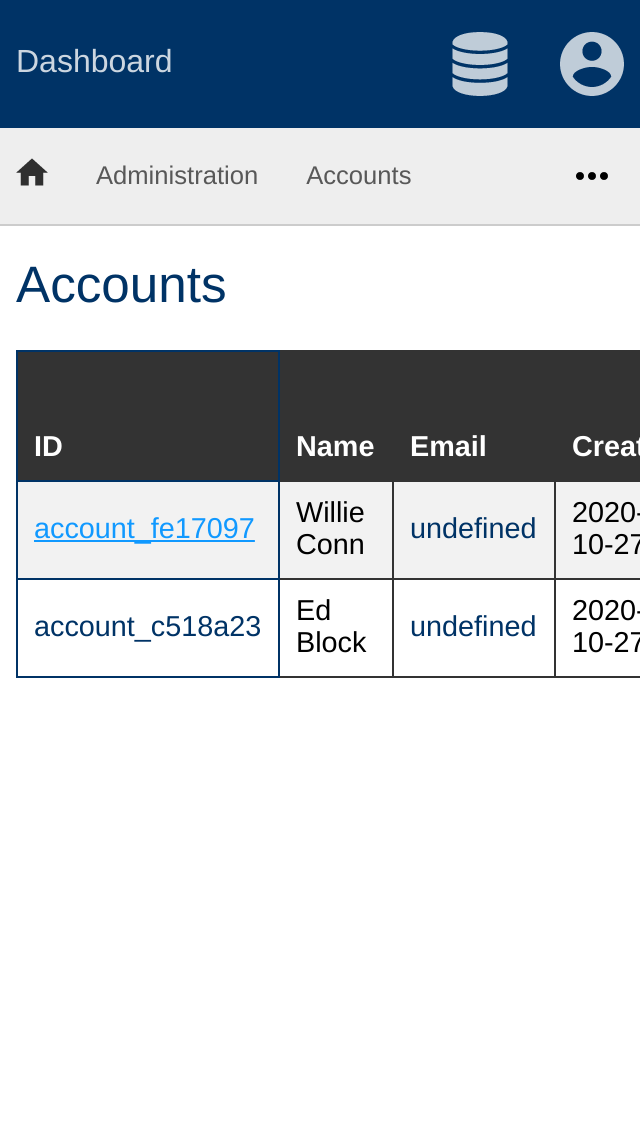 Dashboard
Administration Accounts
Accounts
ID Name Email Creat
account_fe17097 Willie Conn undefined 2020-10-27
account_c518a23 Ed Block undefined 2020-10-27